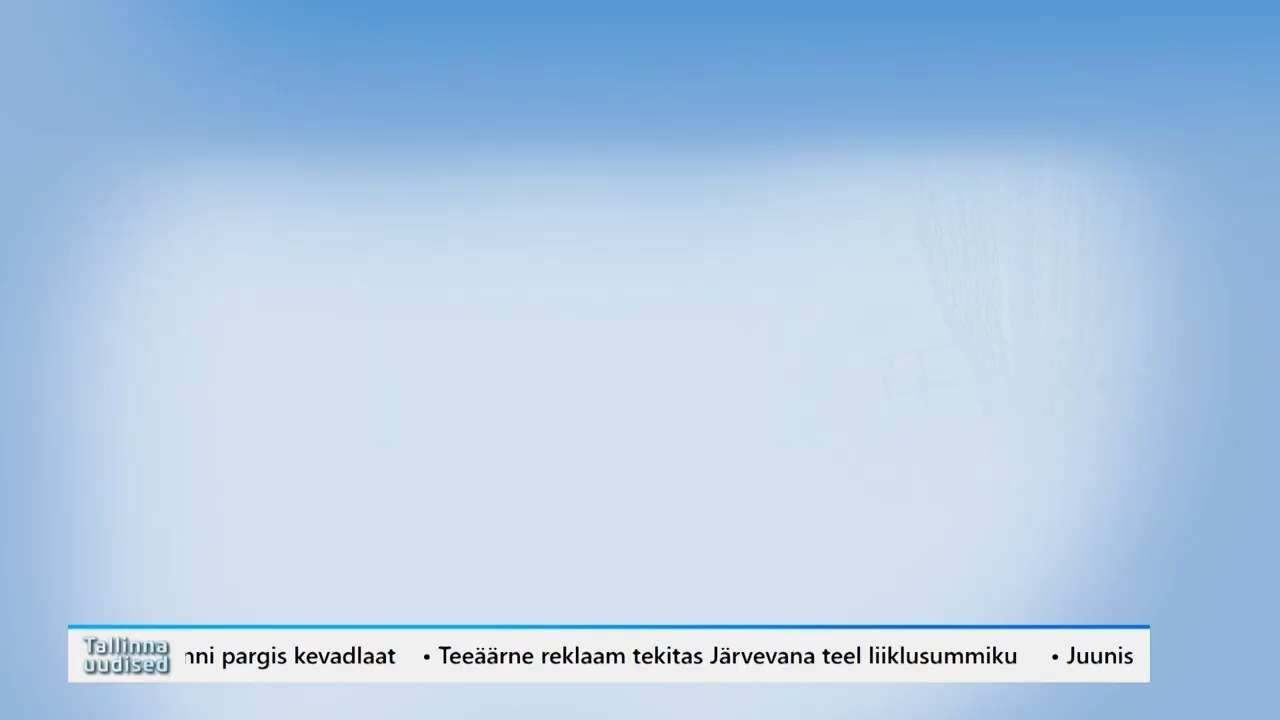 Tallinna
uudised
nni pargis kevadlaat • Teeäärne reklaam tekitas Järvevana teel liiklusummiku • Juunis